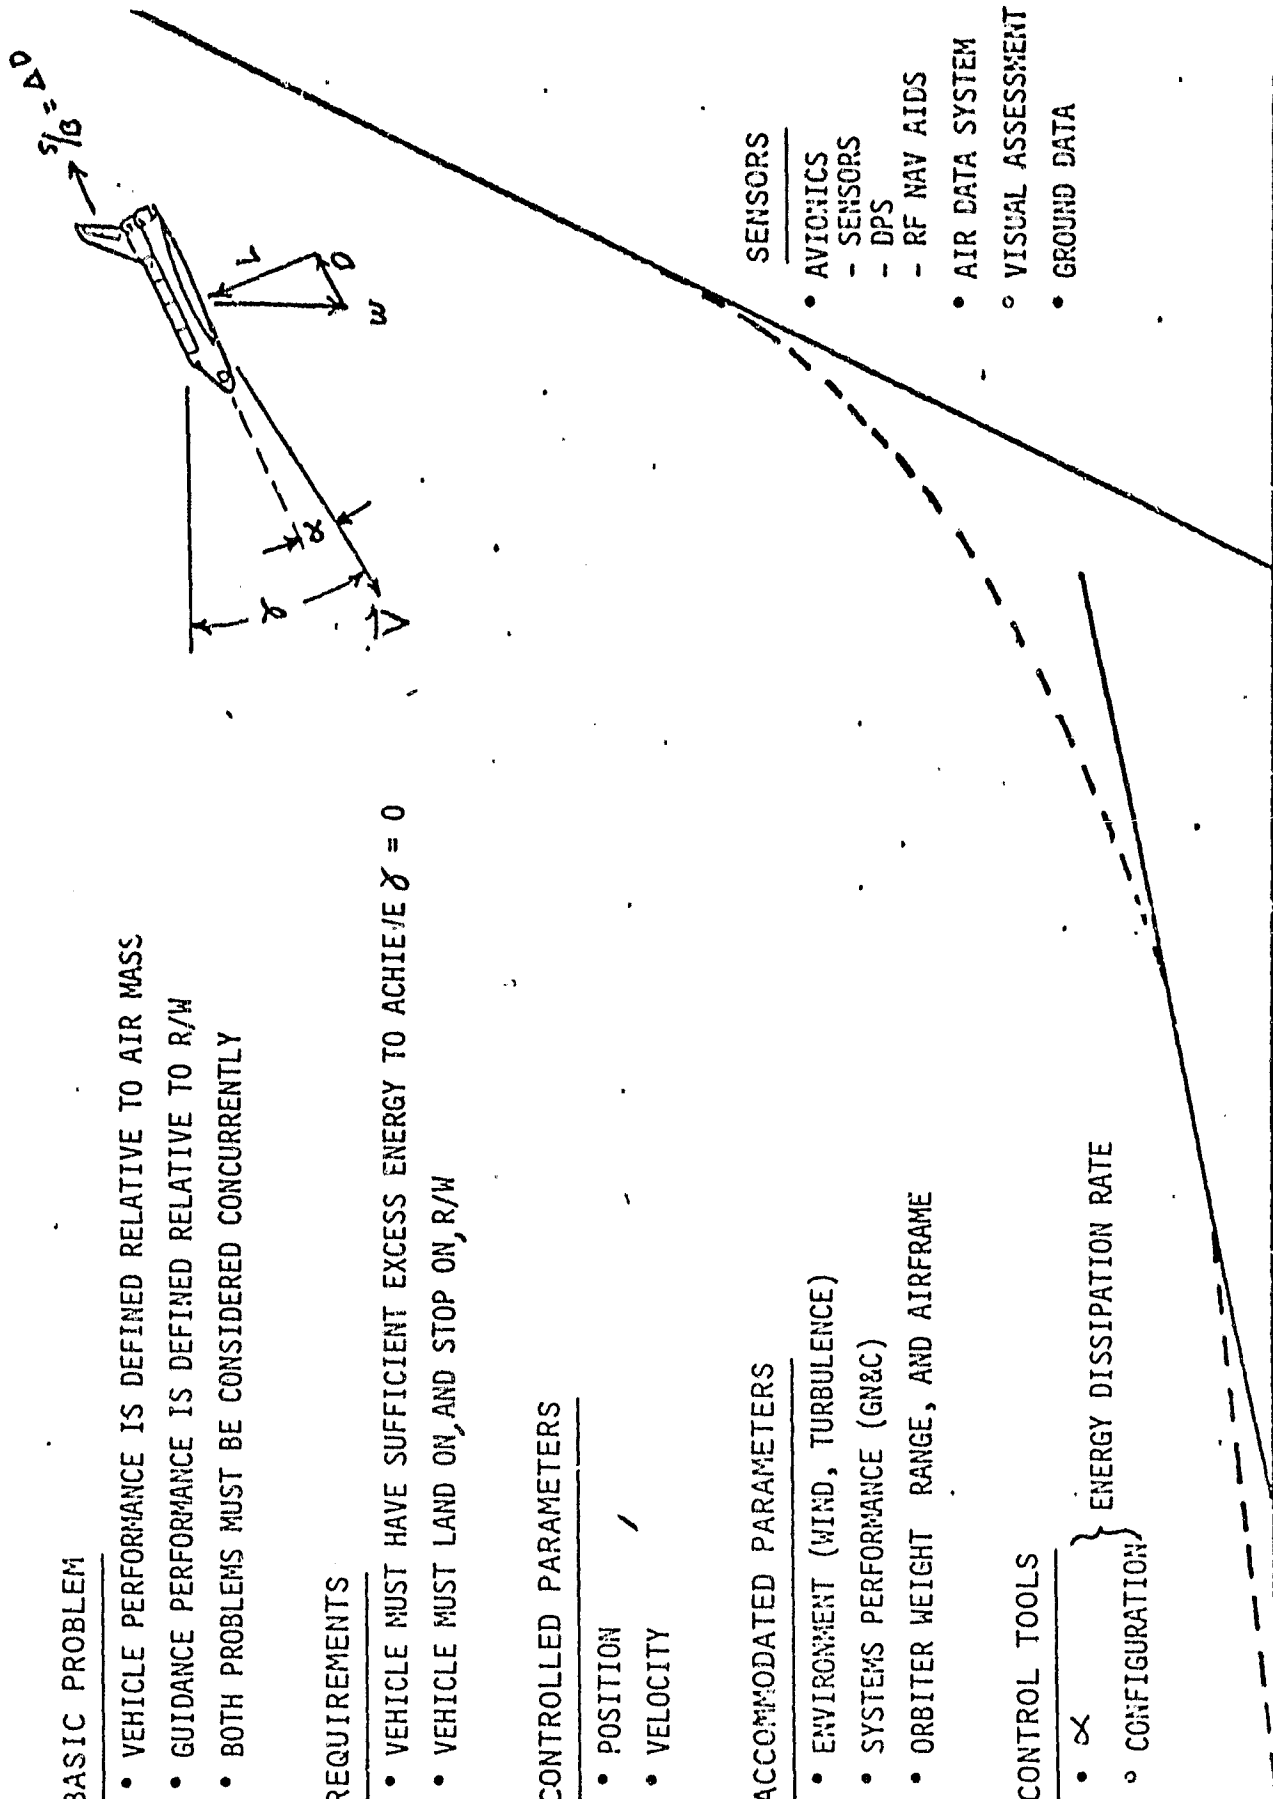 BASIC PROBLEM
• VEHICLE PERFORMANCE IS DEFINED RELATIVE TO AIR MASS
• GUIDANCE PERFORMANCE IS DEFINED RELATIVE TO R/W
• BOTH PROBLEMS MUST BE CONSIDERED CONCURRENTLY
REQUIREMENTS
• VEHICLE MUST HAVE SUFFICIENT EXCESS ENERGY TO ACHIEVE γ = 0
• VEHICLE MUST LAND ON, AND STOP ON, R/W
CONTROLLED PARAMETERS
• POSITION
• VELOCITY
ACCOMMODATED PARAMETERS
• ENVIRONMENT (WIND, TURBULENCE)
• SYSTEMS PERFORMANCE (GN&C)
• ORBITER WEIGHT RANGE, AND AIRFRAME
CONTROL TOOLS
• α
○ CONFIGURATION
} ENERGY DISSIPATION RATE
S/B = ΔD
L
D
W
γ
α
V
SENSORS
• AVIONICS
- SENSORS
- DPS
- RF NAV AIDS
• AIR DATA SYSTEM
○ VISUAL ASSESSMENT
• GROUND DATA